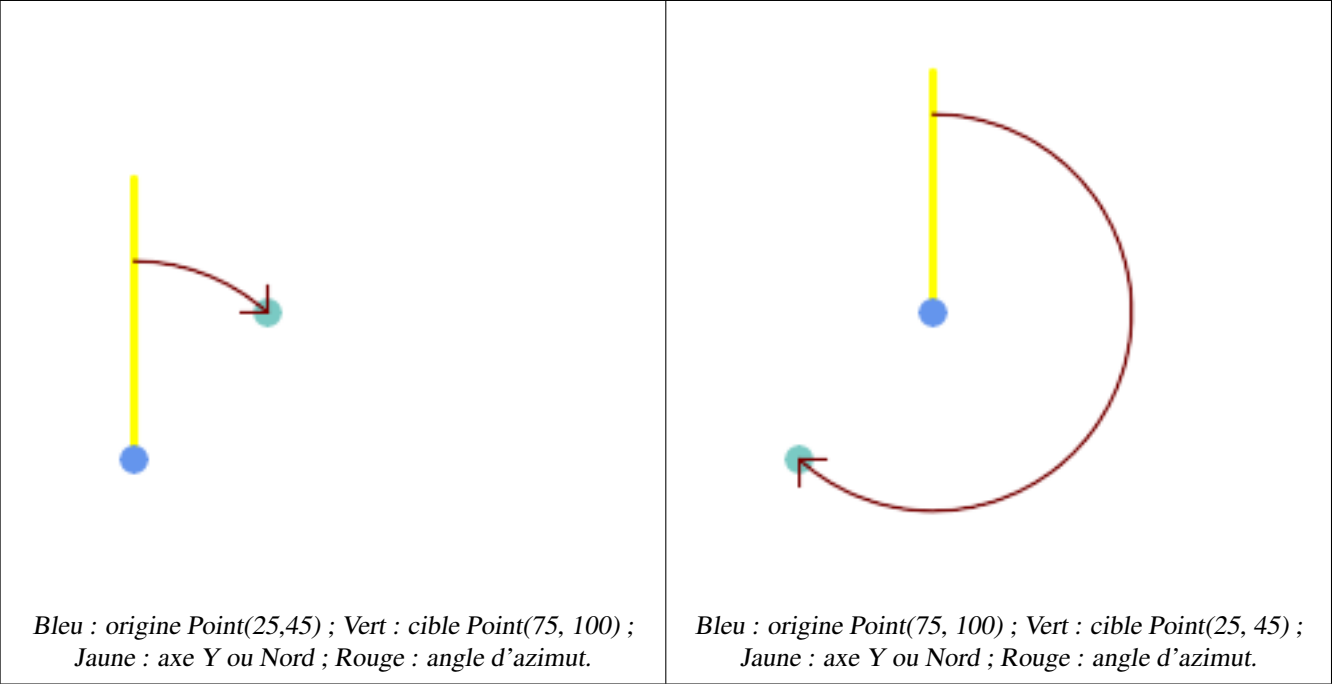 Bleu : origine Point(25,45) ; Vert : cible Point(75, 100) ;
Jaune : axe Y ou Nord ; Rouge : angle d’azimut.
Bleu : origine Point(75, 100) ; Vert : cible Point(25, 45) ;
Jaune : axe Y ou Nord ; Rouge : angle d’azimut.